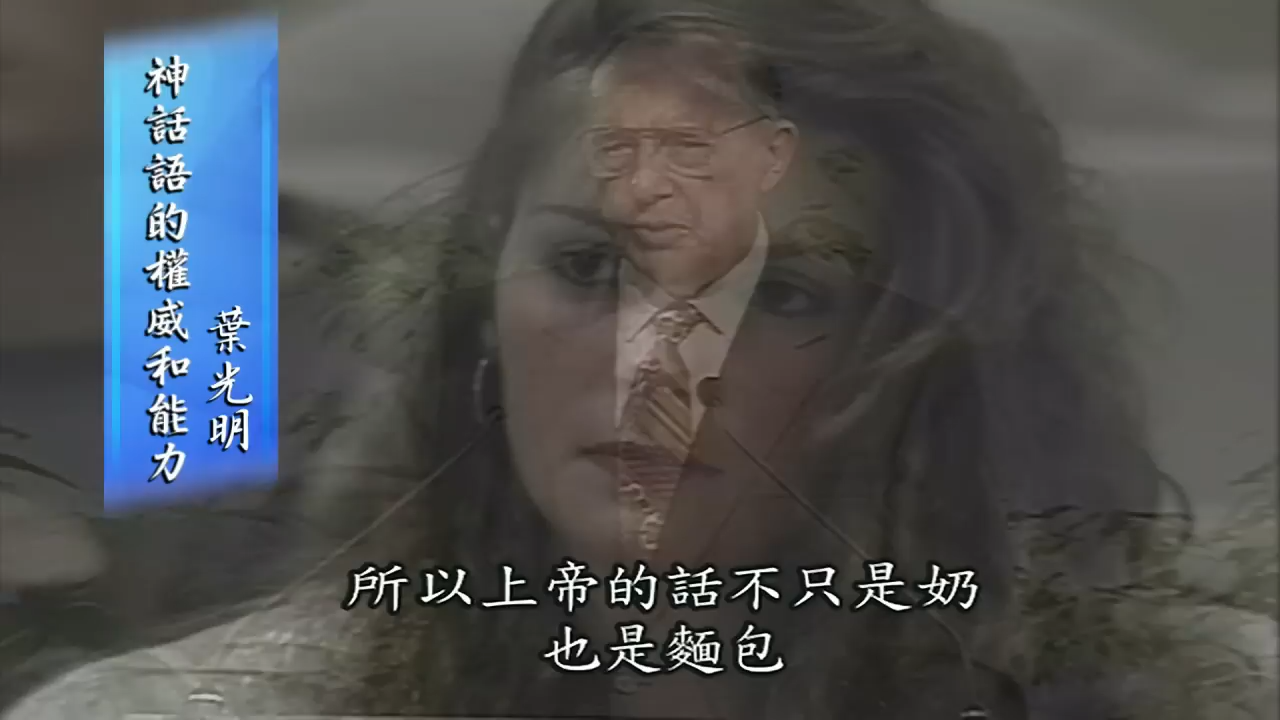 神話語的權威和能力
葉光明
所以上帝的話不只是奶
也是麵包